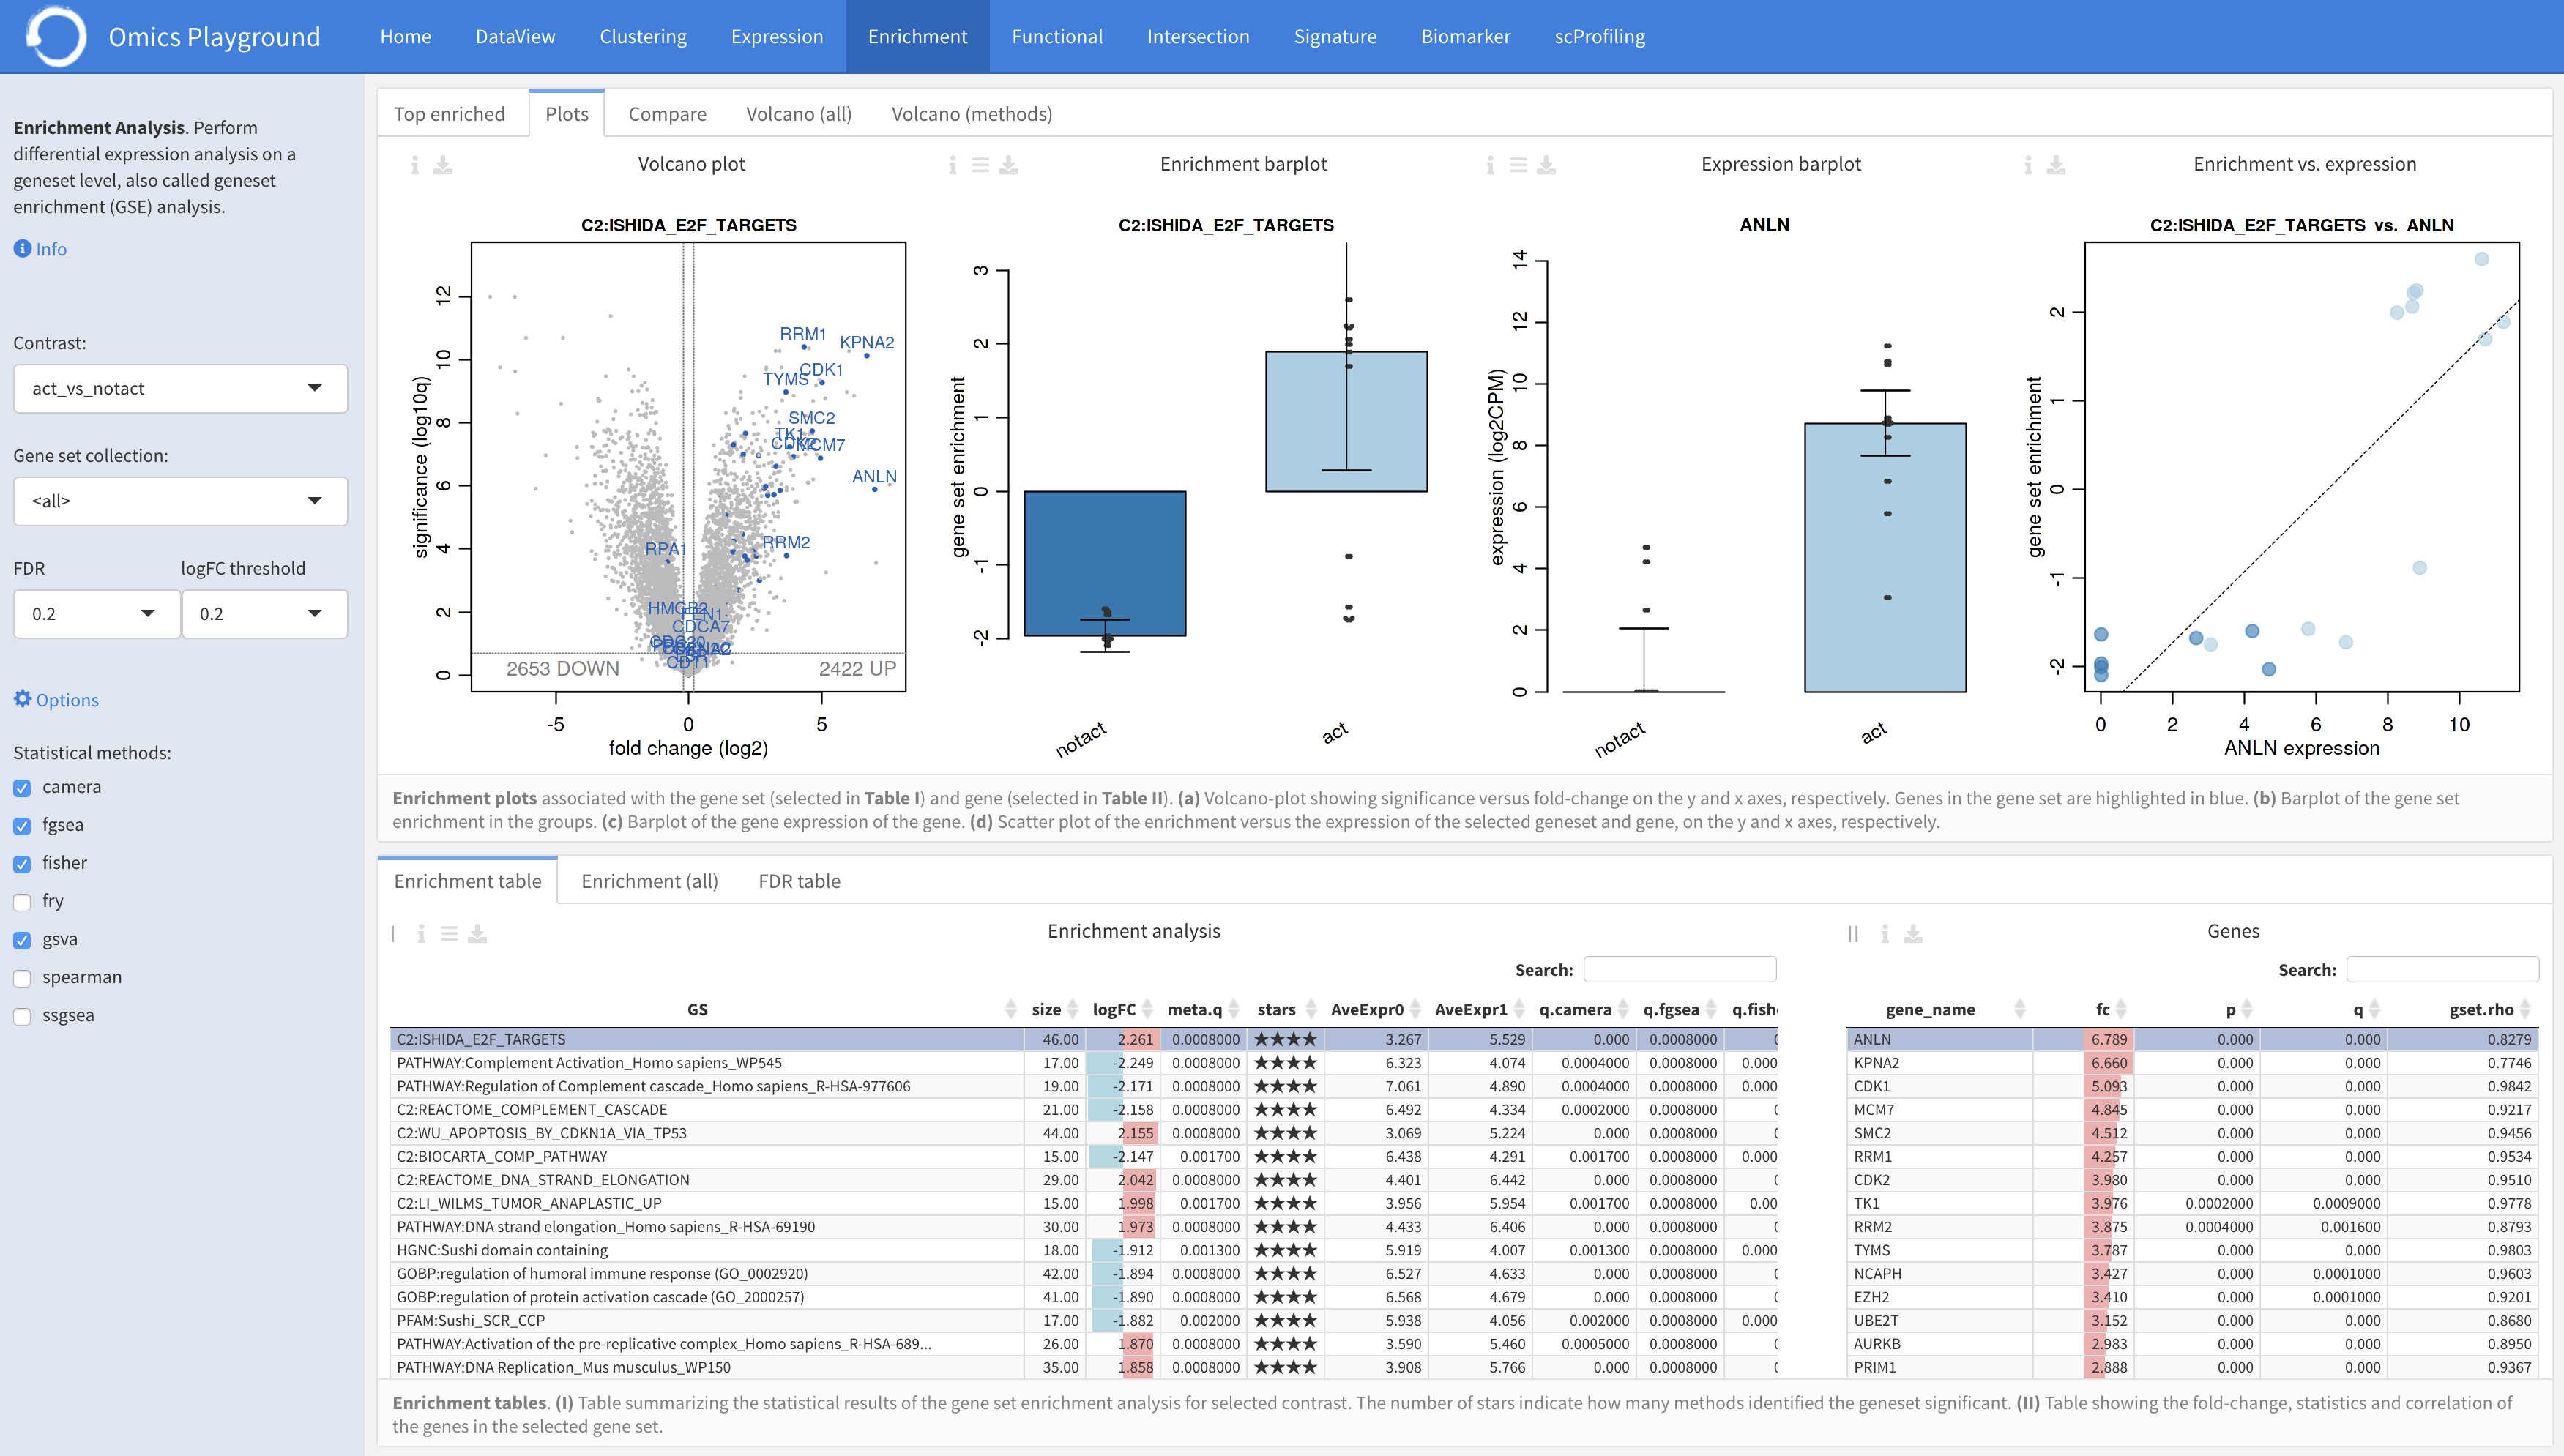 Omics Playground
Home DataView Clustering Expression Enrichment Functional Intersection Signature Biomarker scProfiling
Enrichment Analysis. Perform
differential expression analysis on a
geneset level, also called geneset
enrichment (GSE) analysis.
Info
Contrast:
act_vs_notact
Gene set collection:
<all>
FDR logFC threshold
0.2 0.2
Options
Statistical methods:
camera
fgsea
fisher
fry
gsva
spearman
ssgsea
Top enriched Plots Compare Volcano (all) Volcano (methods)
Volcano plot
C2:ISHIDA_E2F_TARGETS
significance (log10q)
12
10
8
6
4
2
0
RRM1
KPNA2
CDK1
TYMS
SMC2
TK1
MCM7
ANLN
RRM2
RPA1
HMGB2
CDCA7
CDT1
2653 DOWN 2422 UP
-5 0 5
fold change (log2)
Enrichment barplot
C2:ISHIDA_E2F_TARGETS
gene set enrichment
3
2
1
0
-1
-2
notact act
Expression barplot
ANLN
expression (log2CPM)
14
12
10
8
6
4
2
0
notact act
Enrichment vs. expression
C2:ISHIDA_E2F_TARGETS vs. ANLN
gene set enrichment
2
1
0
-1
-2
0 2 4 6 8 10
ANLN expression
Enrichment plots associated with the gene set (selected in Table I) and gene (selected in Table II). (a) Volcano-plot showing significance versus fold-change on the y and x axes, respectively. Genes in the gene set are highlighted in blue. (b) Barplot of the gene set
enrichment in the groups. (c) Barplot of the gene expression of the gene. (d) Scatter plot of the enrichment versus the expression of the selected geneset and gene, on the y and x axes, respectively.
Enrichment table Enrichment (all) FDR table
I Enrichment analysis
Search:
GS size logFC meta.q stars AveExpr0 AveExpr1 q.camera q.fgsea q.fish
C2:ISHIDA_E2F_TARGETS 46.00 2.261 0.0008000 ★★★★ 3.267 5.529 0.000 0.0008000
PATHWAY:Complement Activation_Homo sapiens_WP545 17.00 -2.249 0.0008000 ★★★★ 6.323 4.074 0.0004000 0.0008000 0.000
PATHWAY:Regulation of Complement cascade_Homo sapiens_R-HSA-977606 19.00 -2.171 0.0008000 ★★★★ 7.061 4.890 0.0004000 0.0008000 0.000
C2:REACTOME_COMPLEMENT_CASCADE 21.00 -2.158 0.0008000 ★★★★ 6.492 4.334 0.0002000 0.0008000
C2:WU_APOPTOSIS_BY_CDKN1A_VIA_TP53 44.00 2.155 0.0008000 ★★★★ 3.069 5.224 0.000 0.0008000
C2:BIOCARTA_COMP_PATHWAY 15.00 -2.147 0.001700 ★★★★ 6.438 4.291 0.001700 0.0008000 0.000
C2:REACTOME_DNA_STRAND_ELONGATION 29.00 2.042 0.0008000 ★★★★ 4.401 6.442 0.000 0.0008000
C2:LI_WILMS_TUMOR_ANAPLASTIC_UP 15.00 1.998 0.001700 ★★★★ 3.956 5.954 0.001700 0.0008000 0.00
PATHWAY:DNA strand elongation_Homo sapiens_R-HSA-69190 30.00 1.973 0.0008000 ★★★★ 4.433 6.406 0.000 0.0008000
HGNC:Sushi domain containing 18.00 -1.912 0.001300 ★★★★ 5.919 4.007 0.001300 0.0008000 0.000
GOBP:regulation of humoral immune response (GO_0002920) 42.00 -1.894 0.0008000 ★★★★ 6.527 4.633 0.000 0.0008000
GOBP:regulation of protein activation cascade (GO_2000257) 41.00 -1.890 0.0008000 ★★★★ 6.568 4.679 0.000 0.0008000
PFAM:Sushi_SCR_CCP 17.00 -1.882 0.002000 ★★★★ 5.938 4.056 0.002000 0.0008000 0.000
PATHWAY:Activation of the pre-replicative complex_Homo sapiens_R-HSA-689... 26.00 1.870 0.0008000 ★★★★ 3.590 5.460 0.0005000 0.0008000
PATHWAY:DNA Replication_Mus musculus_WP150 35.00 1.858 0.0008000 ★★★★ 3.908 5.766 0.000 0.0008000
II Genes
Search:
gene_name fc p q gset.rho
ANLN 6.789 0.000 0.000 0.8279
KPNA2 6.660 0.000 0.000 0.7746
CDK1 5.093 0.000 0.000 0.9842
MCM7 4.845 0.000 0.000 0.9217
SMC2 4.512 0.000 0.000 0.9456
RRM1 4.257 0.000 0.000 0.9534
CDK2 3.980 0.000 0.000 0.9510
TK1 3.976 0.0002000 0.0009000 0.9778
RRM2 3.875 0.0004000 0.001600 0.8793
TYMS 3.787 0.000 0.000 0.9803
NCAPH 3.427 0.000 0.0001000 0.9603
EZH2 3.410 0.000 0.0001000 0.9201
UBE2T 3.152 0.000 0.000 0.8680
AURKB 2.983 0.000 0.000 0.8950
PRIM1 2.888 0.000 0.000 0.9367
Enrichment tables. (I) Table summarizing the statistical results of the gene set enrichment analysis for selected contrast. The number of stars indicate how many methods identified the geneset significant. (II) Table showing the fold-change, statistics and correlation of
the genes in the selected gene set.